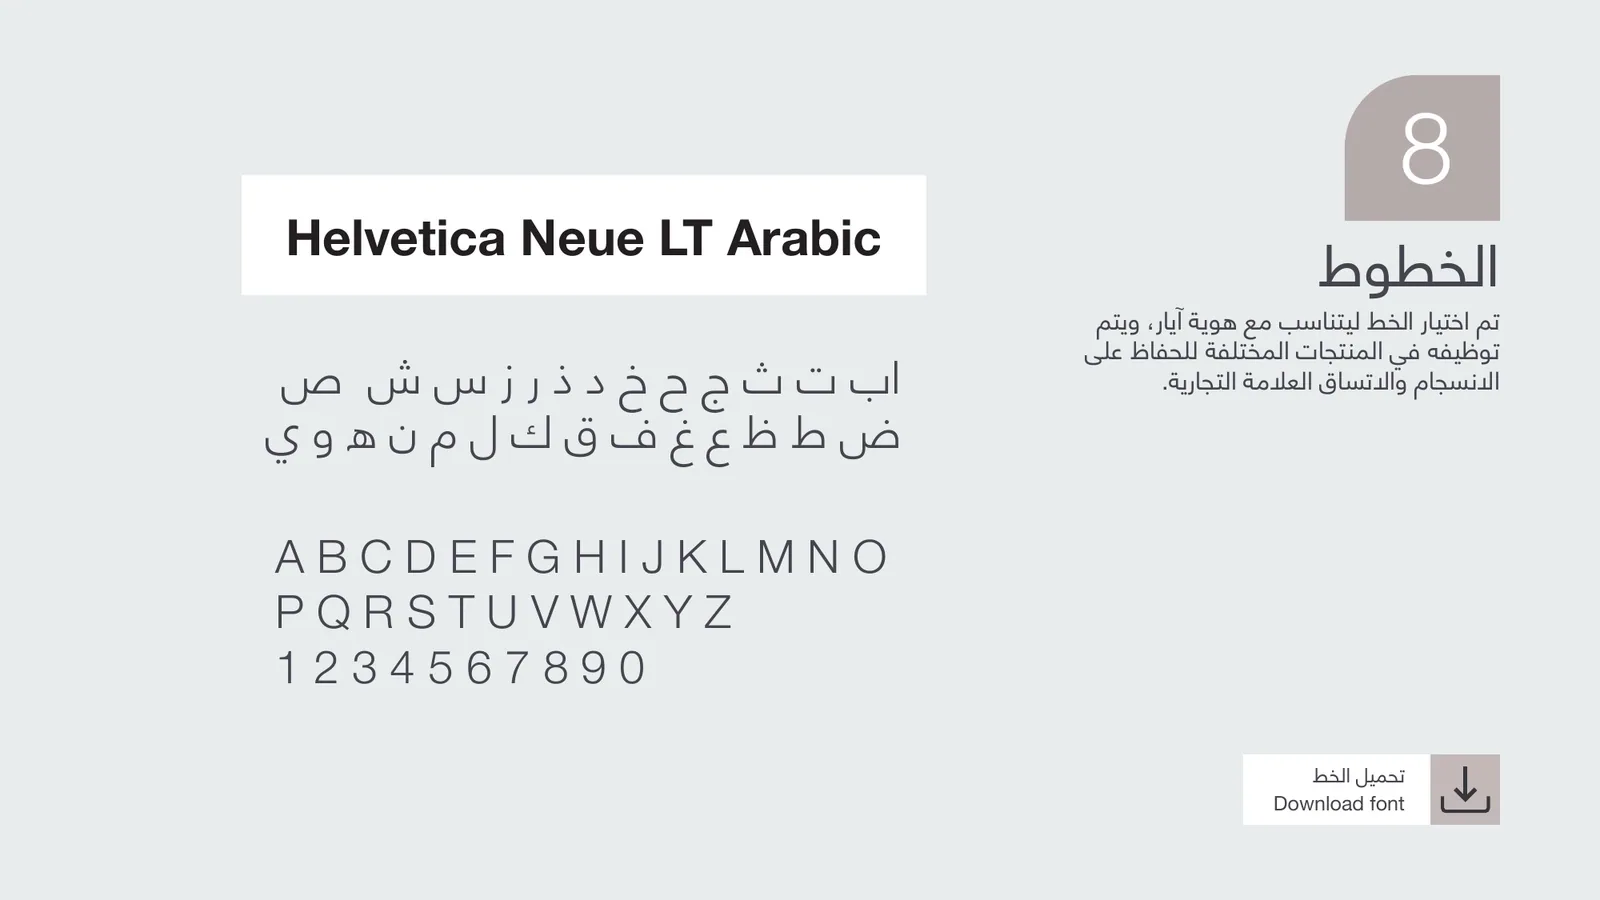 8
الخطوط
تم اختيار الخط ليتناسب مع هوية آيار، ويتم
توظيفه في المنتجات المختلفة للحفاظ على
الانسجام والاتساق العلامة التجارية.
Helvetica Neue LT Arabic
اب ت ث ج ح خ د ذ ر ز س ش ص
ض ط ظ ع غ ف ق ك ل م ن ه و ي
A B C D E F G H I J K L M N O
P Q R S T U V W X Y Z
1 2 3 4 5 6 7 8 9 0
تحميل الخط
Download font